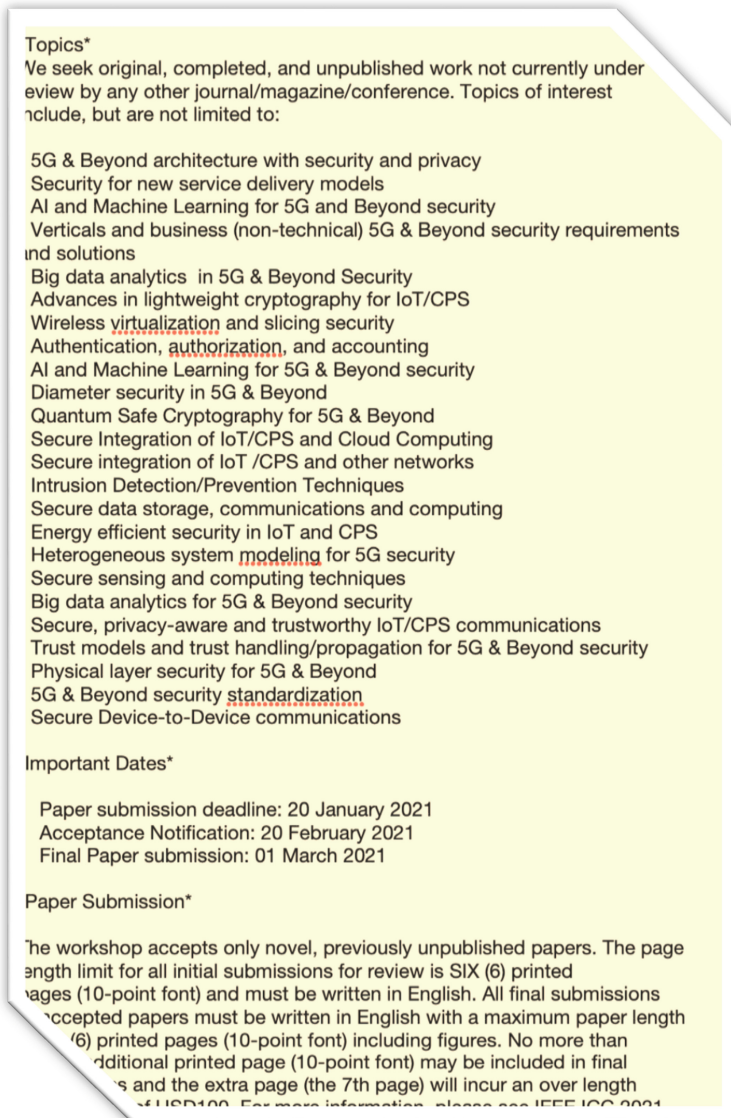 Topics*
We seek original, completed, and unpublished work not currently under
eview by any other journal/magazine/conference. Topics of interest
nclude, but are not limited to:
5G & Beyond architecture with security and privacy
Security for new service delivery models
AI and Machine Learning for 5G and Beyond security
Verticals and business (non-technical) 5G & Beyond security requirements
and solutions
Big data analytics  in 5G & Beyond Security
Advances in lightweight cryptography for IoT/CPS
Wireless virtualization and slicing security
Authentication, authorization, and accounting
AI and Machine Learning for 5G & Beyond security
Diameter security in 5G & Beyond
Quantum Safe Cryptography for 5G & Beyond
Secure Integration of IoT/CPS and Cloud Computing
Secure integration of IoT /CPS and other networks
Intrusion Detection/Prevention Techniques
Secure data storage, communications and computing
Energy efficient security in IoT and CPS
Heterogeneous system modeling for 5G security
Secure sensing and computing techniques
Big data analytics for 5G & Beyond security
Secure, privacy-aware and trustworthy IoT/CPS communications
Trust models and trust handling/propagation for 5G & Beyond security
Physical layer security for 5G & Beyond
5G & Beyond security standardization
Secure Device-to-Device communications
Important Dates*
Paper submission deadline: 20 January 2021
Acceptance Notification: 20 February 2021
Final Paper submission: 01 March 2021
Paper Submission*
The workshop accepts only novel, previously unpublished papers. The page
ength limit for all initial submissions for review is SIX (6) printed
pages (10-point font) and must be written in English. All final submissions
accepted papers must be written in English with a maximum paper length
(6) printed pages (10-point font) including figures. No more than
dditional printed page (10-point font) may be included in final
s and the extra page (the 7th page) will incur an over length
of USD100. For more information, please see IEEE ICC 2021